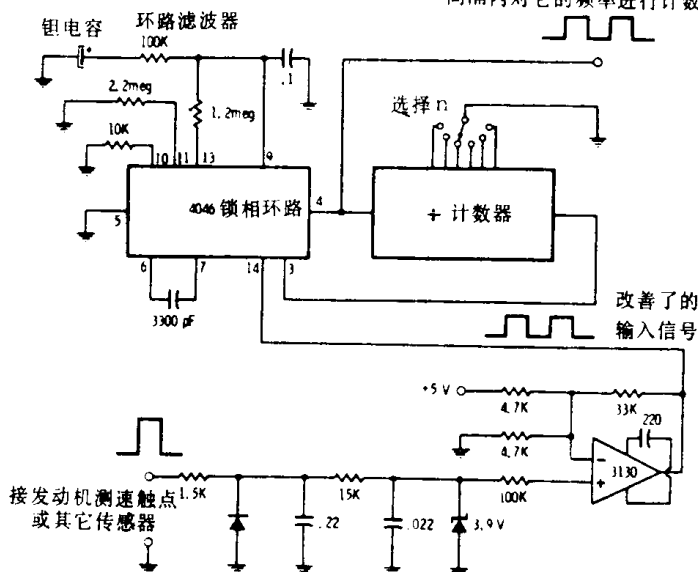 间隔内对它的频率进行计数
钽电容
环路滤波器
100K
+
.1
2.2meg
1.2meg
10K
选择n
10
11
13
9
4046 锁相环路
4
5
÷ 计数器
6
7
14
3
3300 pF
改善了的
输入信号
+5 V
4.7K
33K
220
4.7K
3130
接发动机测速触点
或其它传感器
1.5K
15K
100K
.22
.022
3.9V